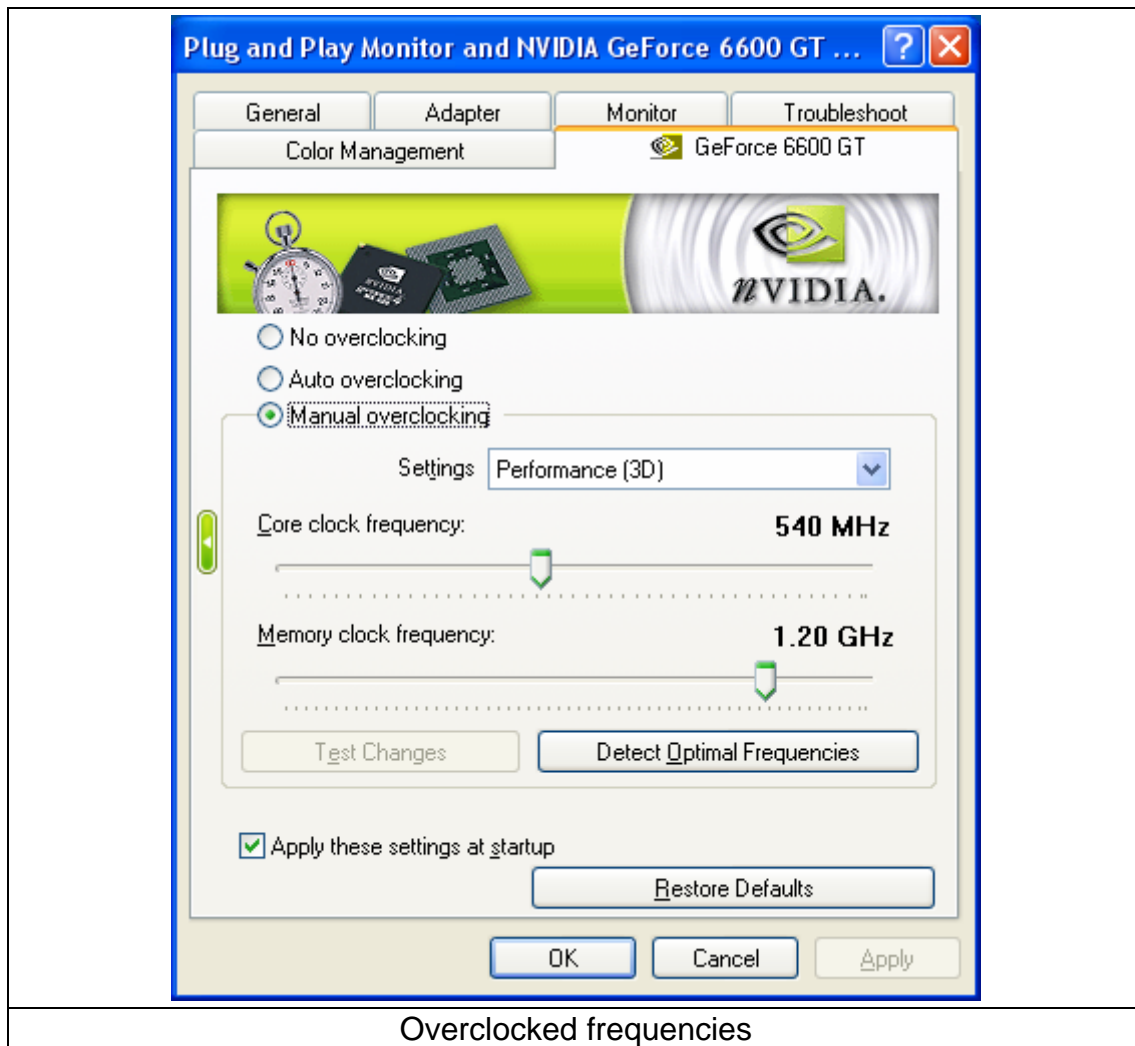 Plug and Play Monitor and NVIDIA GeForce 6600 GT ...
General Adapter Monitor Troubleshoot
Color Management GeForce 6600 GT
nVIDIA.
No overclocking
Auto overclocking
Manual overclocking
Settings Performance (3D)
Core clock frequency: 540 MHz
Memory clock frequency: 1.20 GHz
Test Changes Detect Optimal Frequencies
Apply these settings at startup
Restore Defaults
OK Cancel Apply
Overclocked frequencies